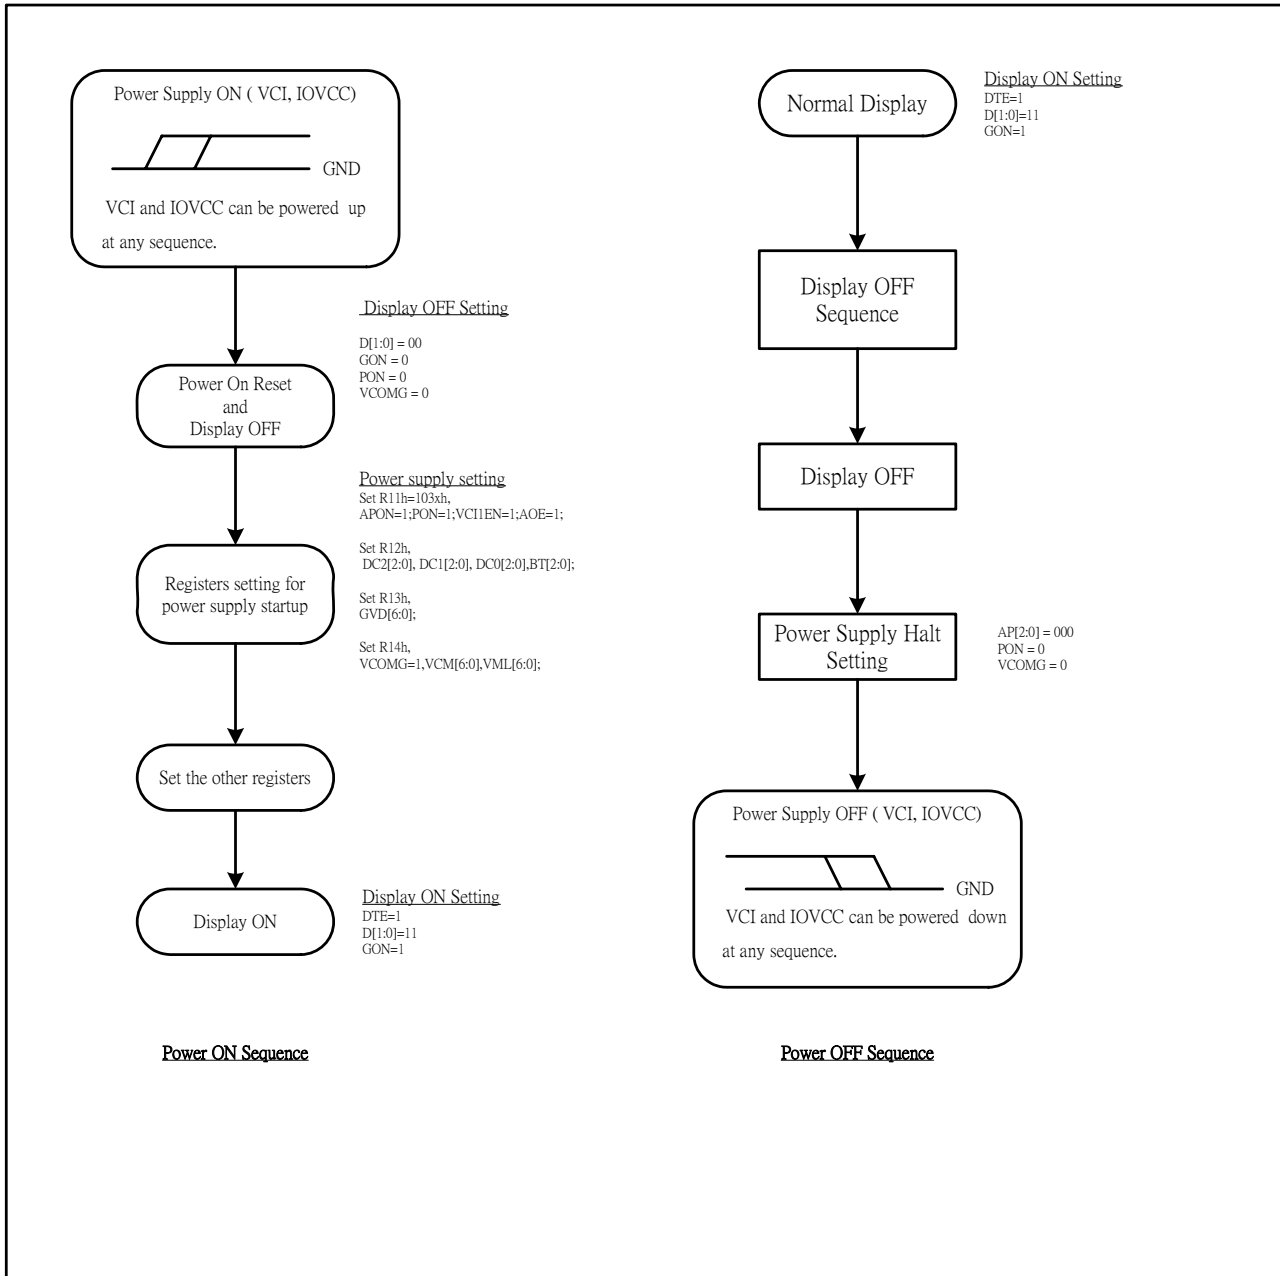 Power Supply ON ( VCI, IOVCC)
GND
VCI and IOVCC can be powered up
at any sequence.
Display OFF Setting
D[1:0] = 00
GON = 0
PON = 0
VCOMG = 0
Power On Reset
and
Display OFF
Power supply setting
Set R11h=103xh,
APON=1;PON=1;VCI1EN=1;AOE=1;
Set R12h,
DC2[2:0], DC1[2:0], DC0[2:0],BT[2:0];
Set R13h,
GVD[6:0];
Set R14h,
VCOMG=1,VCM[6:0],VML[6:0];
Registers setting for
power supply startup
Set the other registers
Display ON
Display ON Setting
DTE=1
D[1:0]=11
GON=1
Power ON Sequence
Normal Display
Display ON Setting
DTE=1
D[1:0]=11
GON=1
Display OFF
Sequence
Display OFF
Power Supply Halt
Setting
AP[2:0] = 000
PON = 0
VCOMG = 0
Power Supply OFF ( VCI, IOVCC)
GND
VCI and IOVCC can be powered down
at any sequence.
Power OFF Sequence